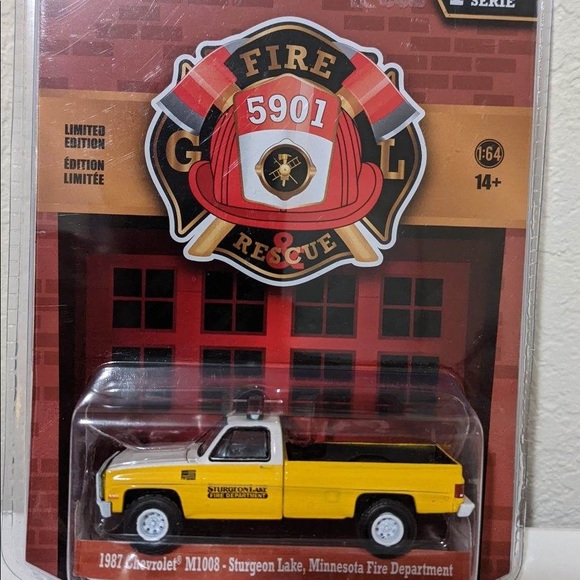 SERIE
FIRE
5901
G L
& RESCUE
LIMITED
EDITION
ÉDITION
LIMITÉE
1:64
14+
STURGEON LAKE
FIRE DEPARTMENT
1987 Chevrolet® M1008 - Sturgeon Lake, Minnesota Fire Department